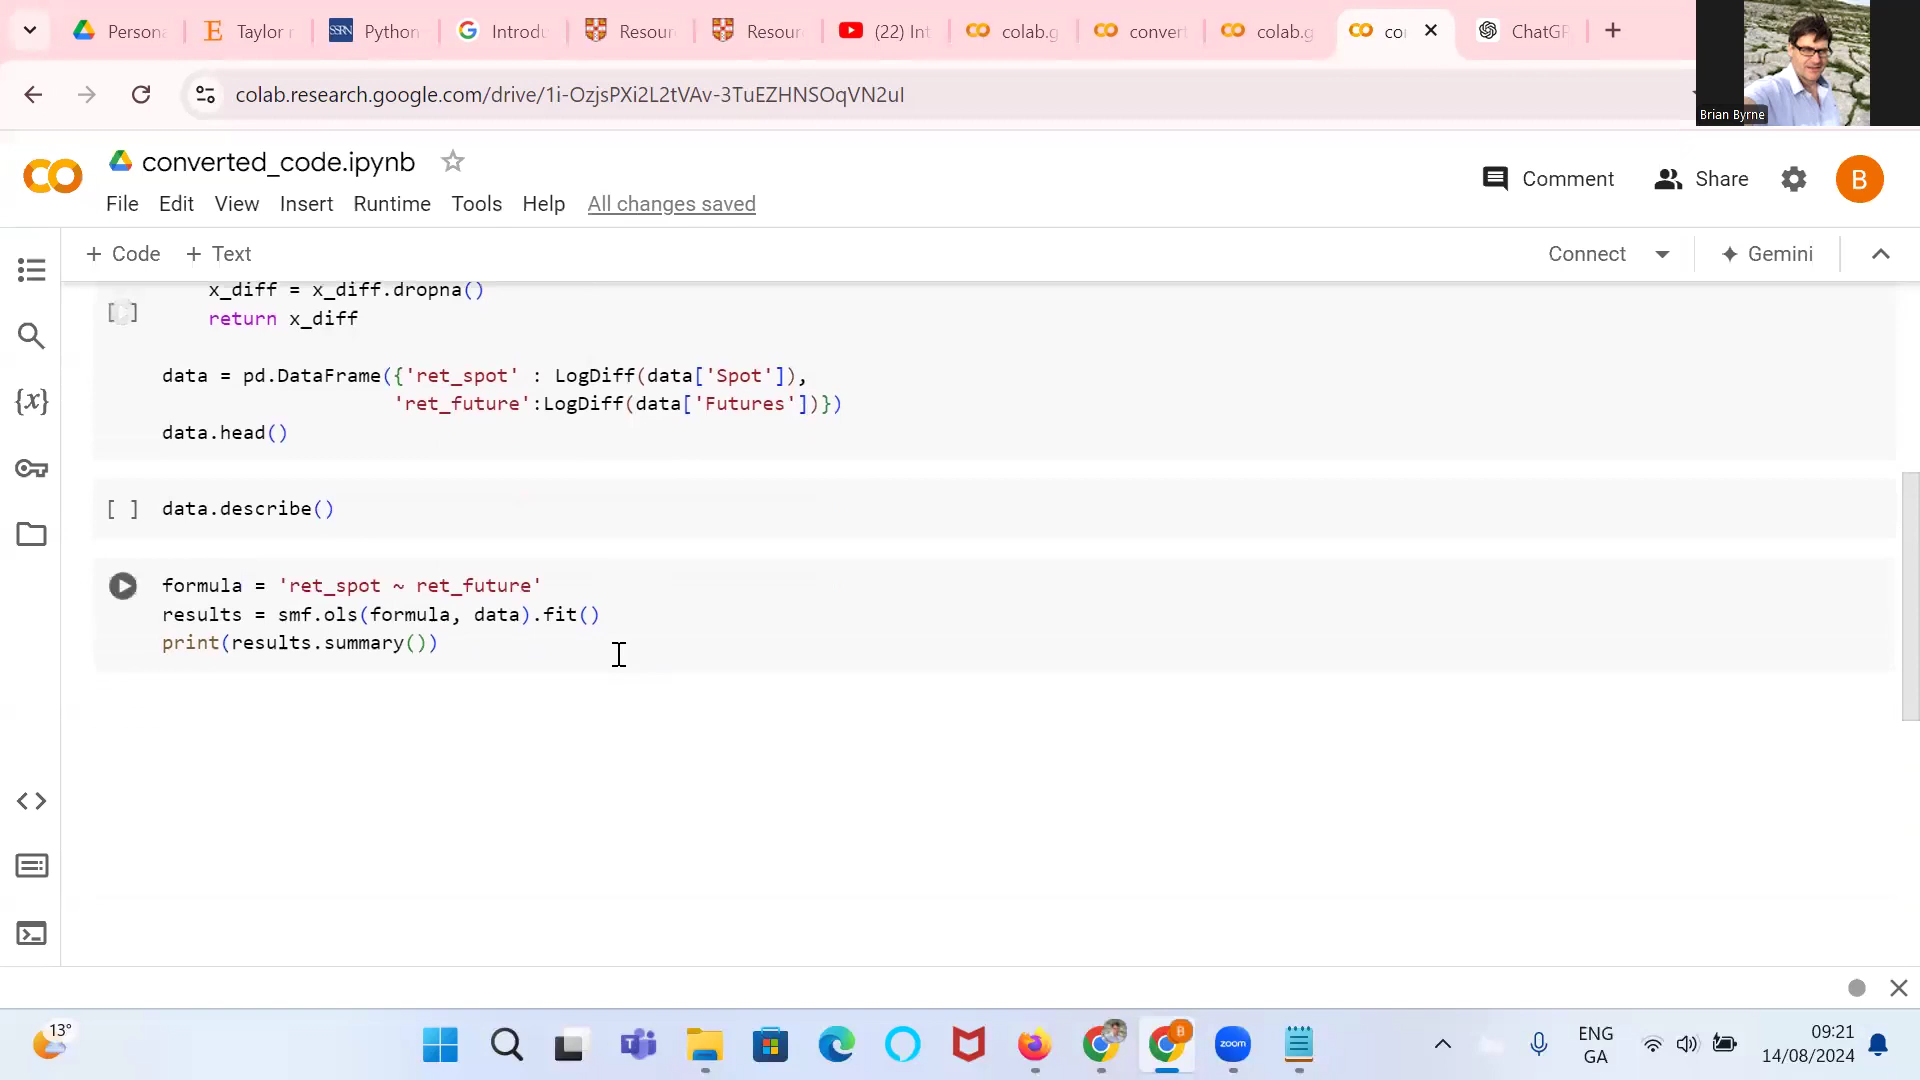 Persona
Taylor r
SSRN
Python
Introdu
Resour
Resour
(22) Int
colab.g
convert
colab.g
co
ChatGP
colab.research.google.com/drive/1i-OzjsPXi2L2tVAv-3TuEZHNSOqVN2uI
Brian Byrne
converted_code.ipynb
Comment
Share
B
File Edit View Insert Runtime Tools Help All changes saved
+ Code + Text
Connect
Gemini
x_diff = x_diff.dropna()
[ ]
return x_diff
data = pd.DataFrame({'ret_spot' : LogDiff(data['Spot']),
'ret_future':LogDiff(data['Futures'])})
data.head()
[ ] data.describe()
formula = 'ret_spot ~ ret_future'
results = smf.ols(formula, data).fit()
print(results.summary())
{x}
13°
zoom
B
ENG
GA
09:21
14/08/2024